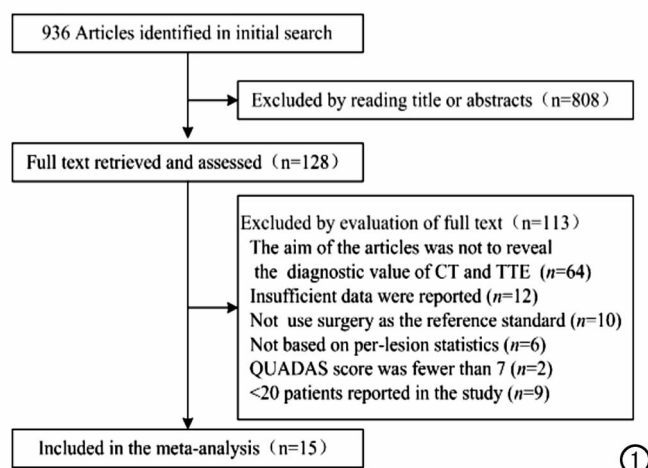 936 Articles identified in initial search
Excluded by reading title or abstracts（n=808）
Full text retrieved and assessed（n=128）
Excluded by evaluation of full text（n=113）
The aim of the articles was not to reveal
the diagnostic value of CT and TTE (n=64)
Insufficient data were reported (n=12)
Not use surgery as the reference standard (n=10)
Not based on per-lesion statistics (n=6)
QUADAS score was fewer than 7 (n=2)
<20 patients reported in the study (n=9)
Included in the meta-analysis（n=15）
①